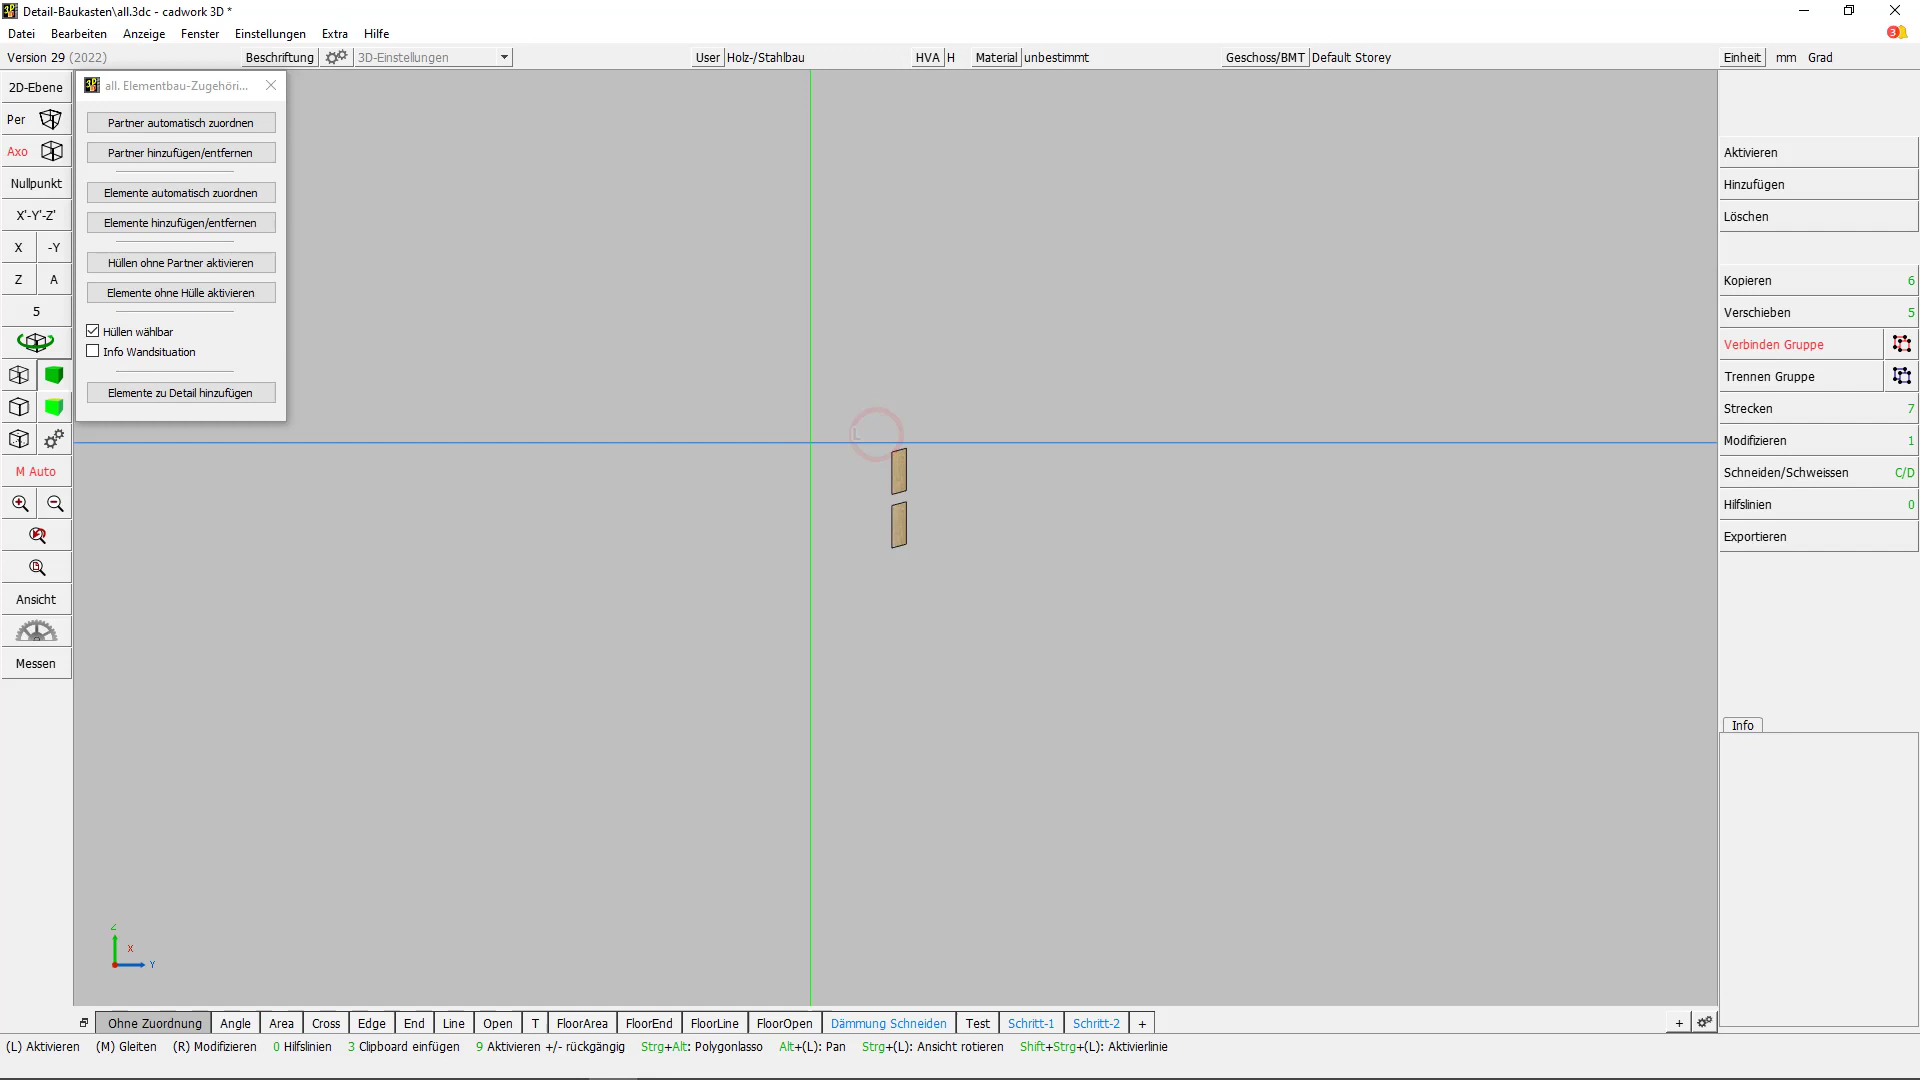 Detail-Baukasten\all.3dc - cadwork 3D *
Datei Bearbeiten Anzeige Fenster Einstellungen Extra Hilfe
3
Version 29 (2022) Beschriftung 3D-Einstellungen User Holz/Stahlbau HVA H Material unbestimmt Geschoss/BMT Default Storey Einheit mm Grad
2D-Ebene
Per
Axo
Nullpunkt
X'-Y'-Z'
X -Y
Z A
5
M Auto
Ansicht
Messen
all. Elementbau-Zugehöri...
Partner automatisch zuordnen
Partner hinzufügen/entfernen
Elemente automatisch zuordnen
Elemente hinzufügen/entfernen
Hüllen ohne Partner aktivieren
Elemente ohne Hülle aktivieren
Hüllen wählbar
Info Wandsituation
Elemente zu Detail hinzufügen
L
Z
X
Y
Aktivieren
Hinzufügen
Löschen
Kopieren 6
Verschieben 5
Verbinden Gruppe
Trennen Gruppe
Strecken 7
Modifizieren 1
Schneiden/Schweissen C/D
Hilfslinien 0
Exportieren
Info
Ohne Zuordnung Angle Area Cross Edge End Line Open T FloorArea FloorEnd FloorLine FloorOpen Dämmung Schneiden Test Schritt-1 Schritt-2 + +
(L) Aktivieren (M) Gleiten (R) Modifizieren 0 Hilfslinien 3 Clipboard einfügen 9 Aktivieren +/- rückgängig Strg+Alt: Polygonlasso Alt+(L): Pan Strg+(L): Ansicht rotieren Shift+Strg+(L): Aktivierlinie